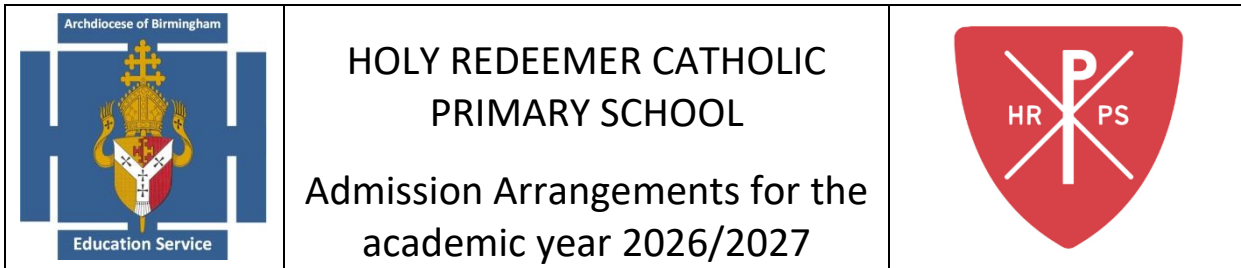 Archdiocese of Birmingham
Education Service
HOLY REDEEMER CATHOLIC
PRIMARY SCHOOL
Admission Arrangements for the
academic year 2026/2027
HR P PS